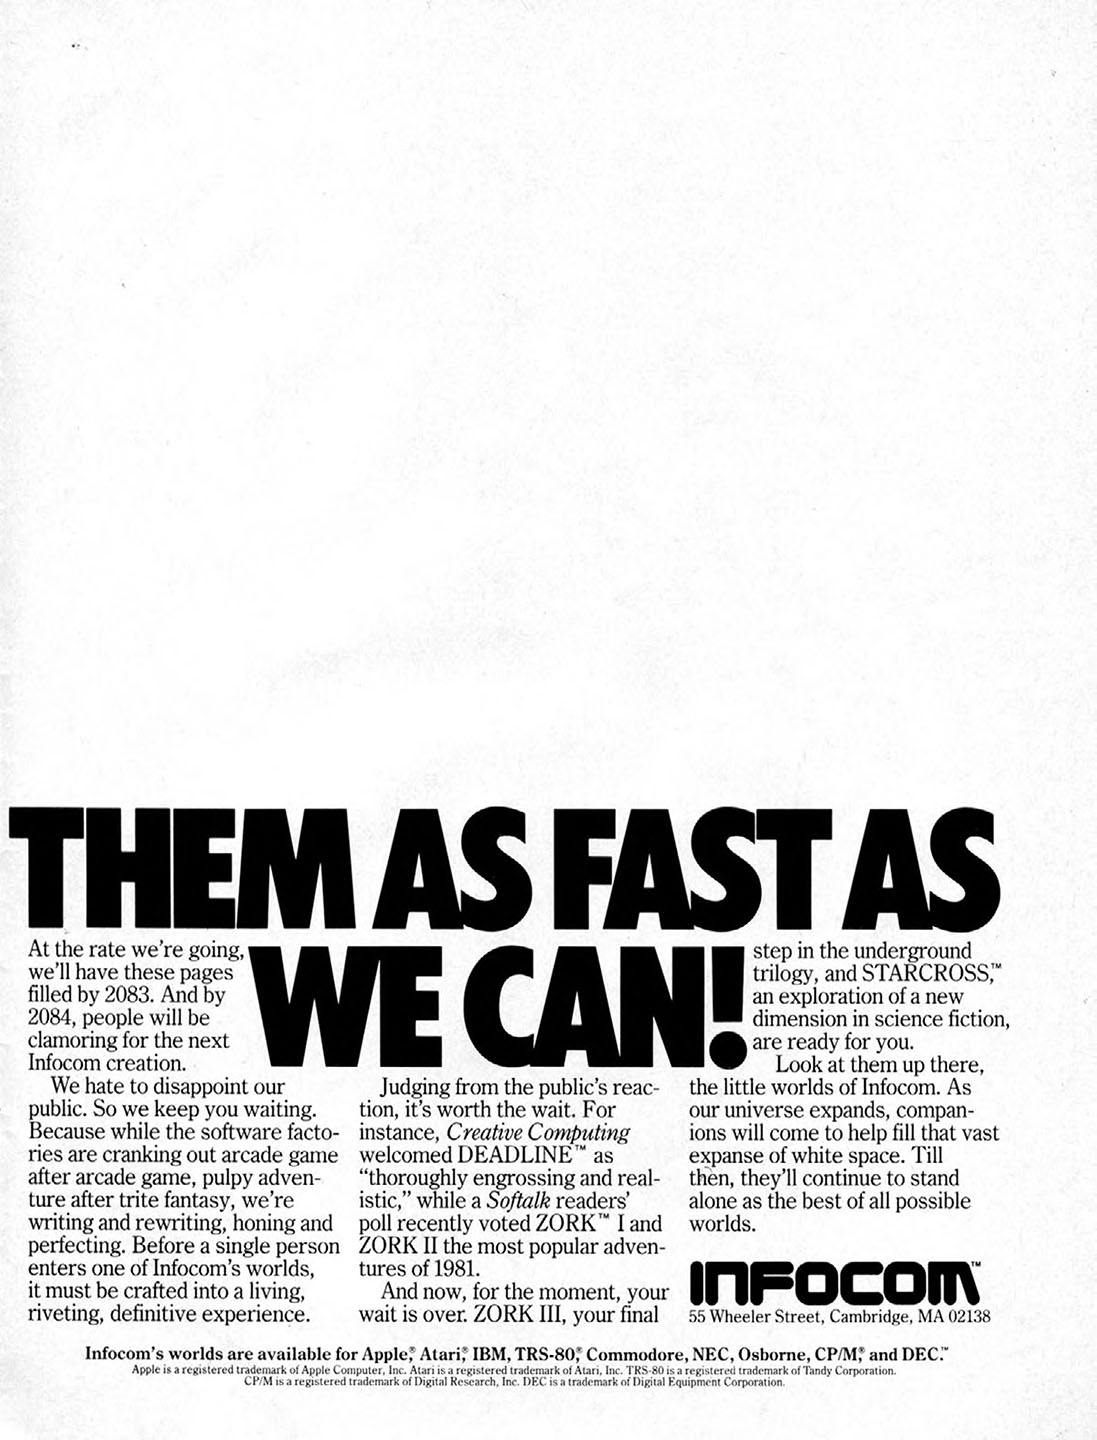 THEM AS FAST AS
WE CAN!
At the rate we're going,
we'll have these pages
filled by 2083. And by
2084, people will be
clamoring for the next
Infocom creation.
We hate to disappoint our
public. So we keep you waiting.
Because while the software facto-
ries are cranking out arcade game
after arcade game, pulpy adven-
ture after trite fantasy, we're
writing and rewriting, honing and
perfecting. Before a single person
enters one of Infocom's worlds,
it must be crafted into a living,
riveting, definitive experience.
Judging from the public's reac-
tion, it's worth the wait. For
instance, Creative Computing
welcomed DEADLINE™ as
“thoroughly engrossing and real-
istic,” while a Softalk readers'
poll recently voted ZORK™ I and
ZORK II the most popular adven-
tures of 1981.
And now, for the moment, your
wait is over. ZORK III, your final
step in the underground
trilogy, and STARCROSS,™
an exploration of a new
dimension in science fiction,
are ready for you.
Look at them up there,
the little worlds of Infocom. As
our universe expands, compan-
ions will come to help fill that vast
expanse of white space. Till
then, they'll continue to stand
alone as the best of all possible
worlds.
INFOCOM™
55 Wheeler Street, Cambridge, MA 02138
Infocom's worlds are available for Apple,® Atari,® IBM, TRS-80,® Commodore, NEC, Osborne, CP/M,® and DEC.™
Apple is a registered trademark of Apple Computer, Inc. Atari is a registered trademark of Atari, Inc. TRS-80 is a registered trademark of Tandy Corporation.
CP/M is a registered trademark of Digital Research, Inc. DEC is a trademark of Digital Equipment Corporation.